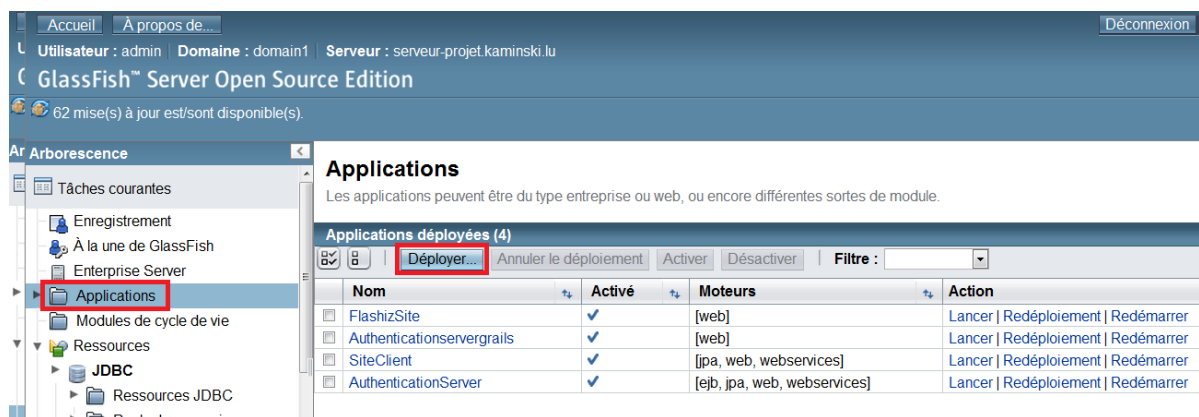 Accueil À propos de... Déconnexion
Utilisateur : admin Domaine : domain1 Serveur : serveur-projet.kaminski.lu
GlassFish™ Server Open Source Edition
62 mise(s) à jour est/sont disponible(s).
Arborescence
Tâches courantes
Enregistrement
À la une de GlassFish
Enterprise Server
Applications
Modules de cycle de vie
Ressources
JDBC
Ressources JDBC
Applications
Les applications peuvent être du type entreprise ou web, ou encore différentes sortes de module.
Applications déployées (4)
Déployer... Annuler le déploiement Activer Désactiver Filtre :
Nom Activé Moteurs Action
FlashizSite [web] Lancer | Redéploiement | Redémarrer
Authenticationservergrails [web] Lancer | Redéploiement | Redémarrer
SiteClient [jpa, web, webservices] Lancer | Redéploiement | Redémarrer
AuthenticationServer [ejb, jpa, web, webservices] Lancer | Redéploiement | Redémarrer